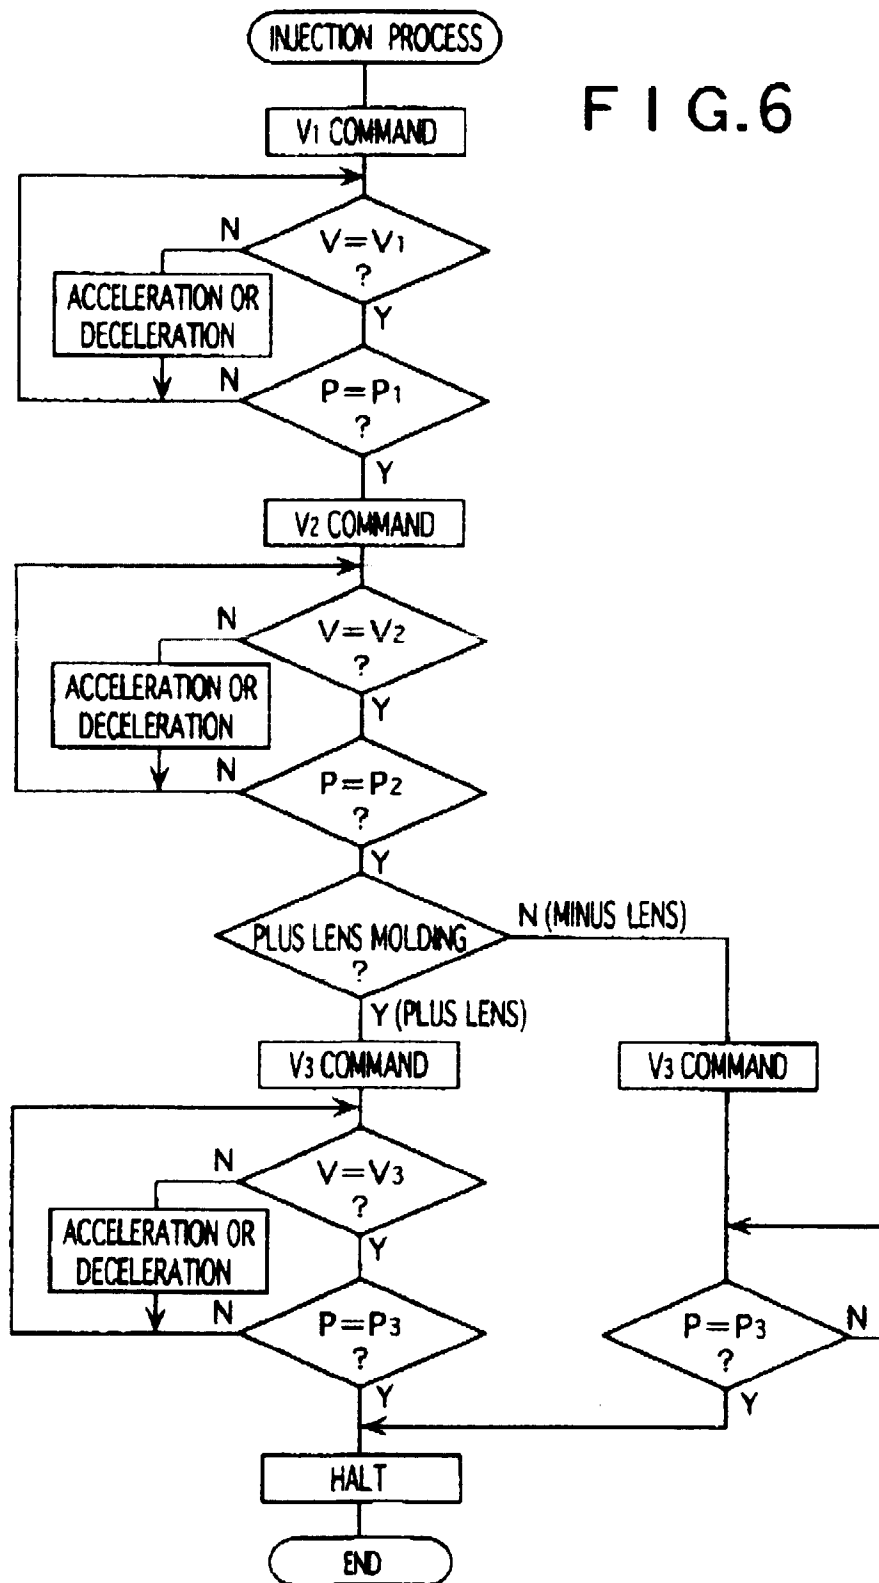 INJECTION PROCESS
FIG.6
V1 COMMAND
N
V=V1
?
ACCELERATION OR
DECELERATION
Y
N
P=P1
?
Y
V2 COMMAND
N
V=V2
?
ACCELERATION OR
DECELERATION
Y
N
P=P2
?
Y
PLUS LENS MOLDING
?
N (MINUS LENS)
Y (PLUS LENS)
V3 COMMAND
V3 COMMAND
N
V=V3
?
ACCELERATION OR
DECELERATION
Y
N
P=P3
?
Y
P=P3
?
N
Y
HALT
END